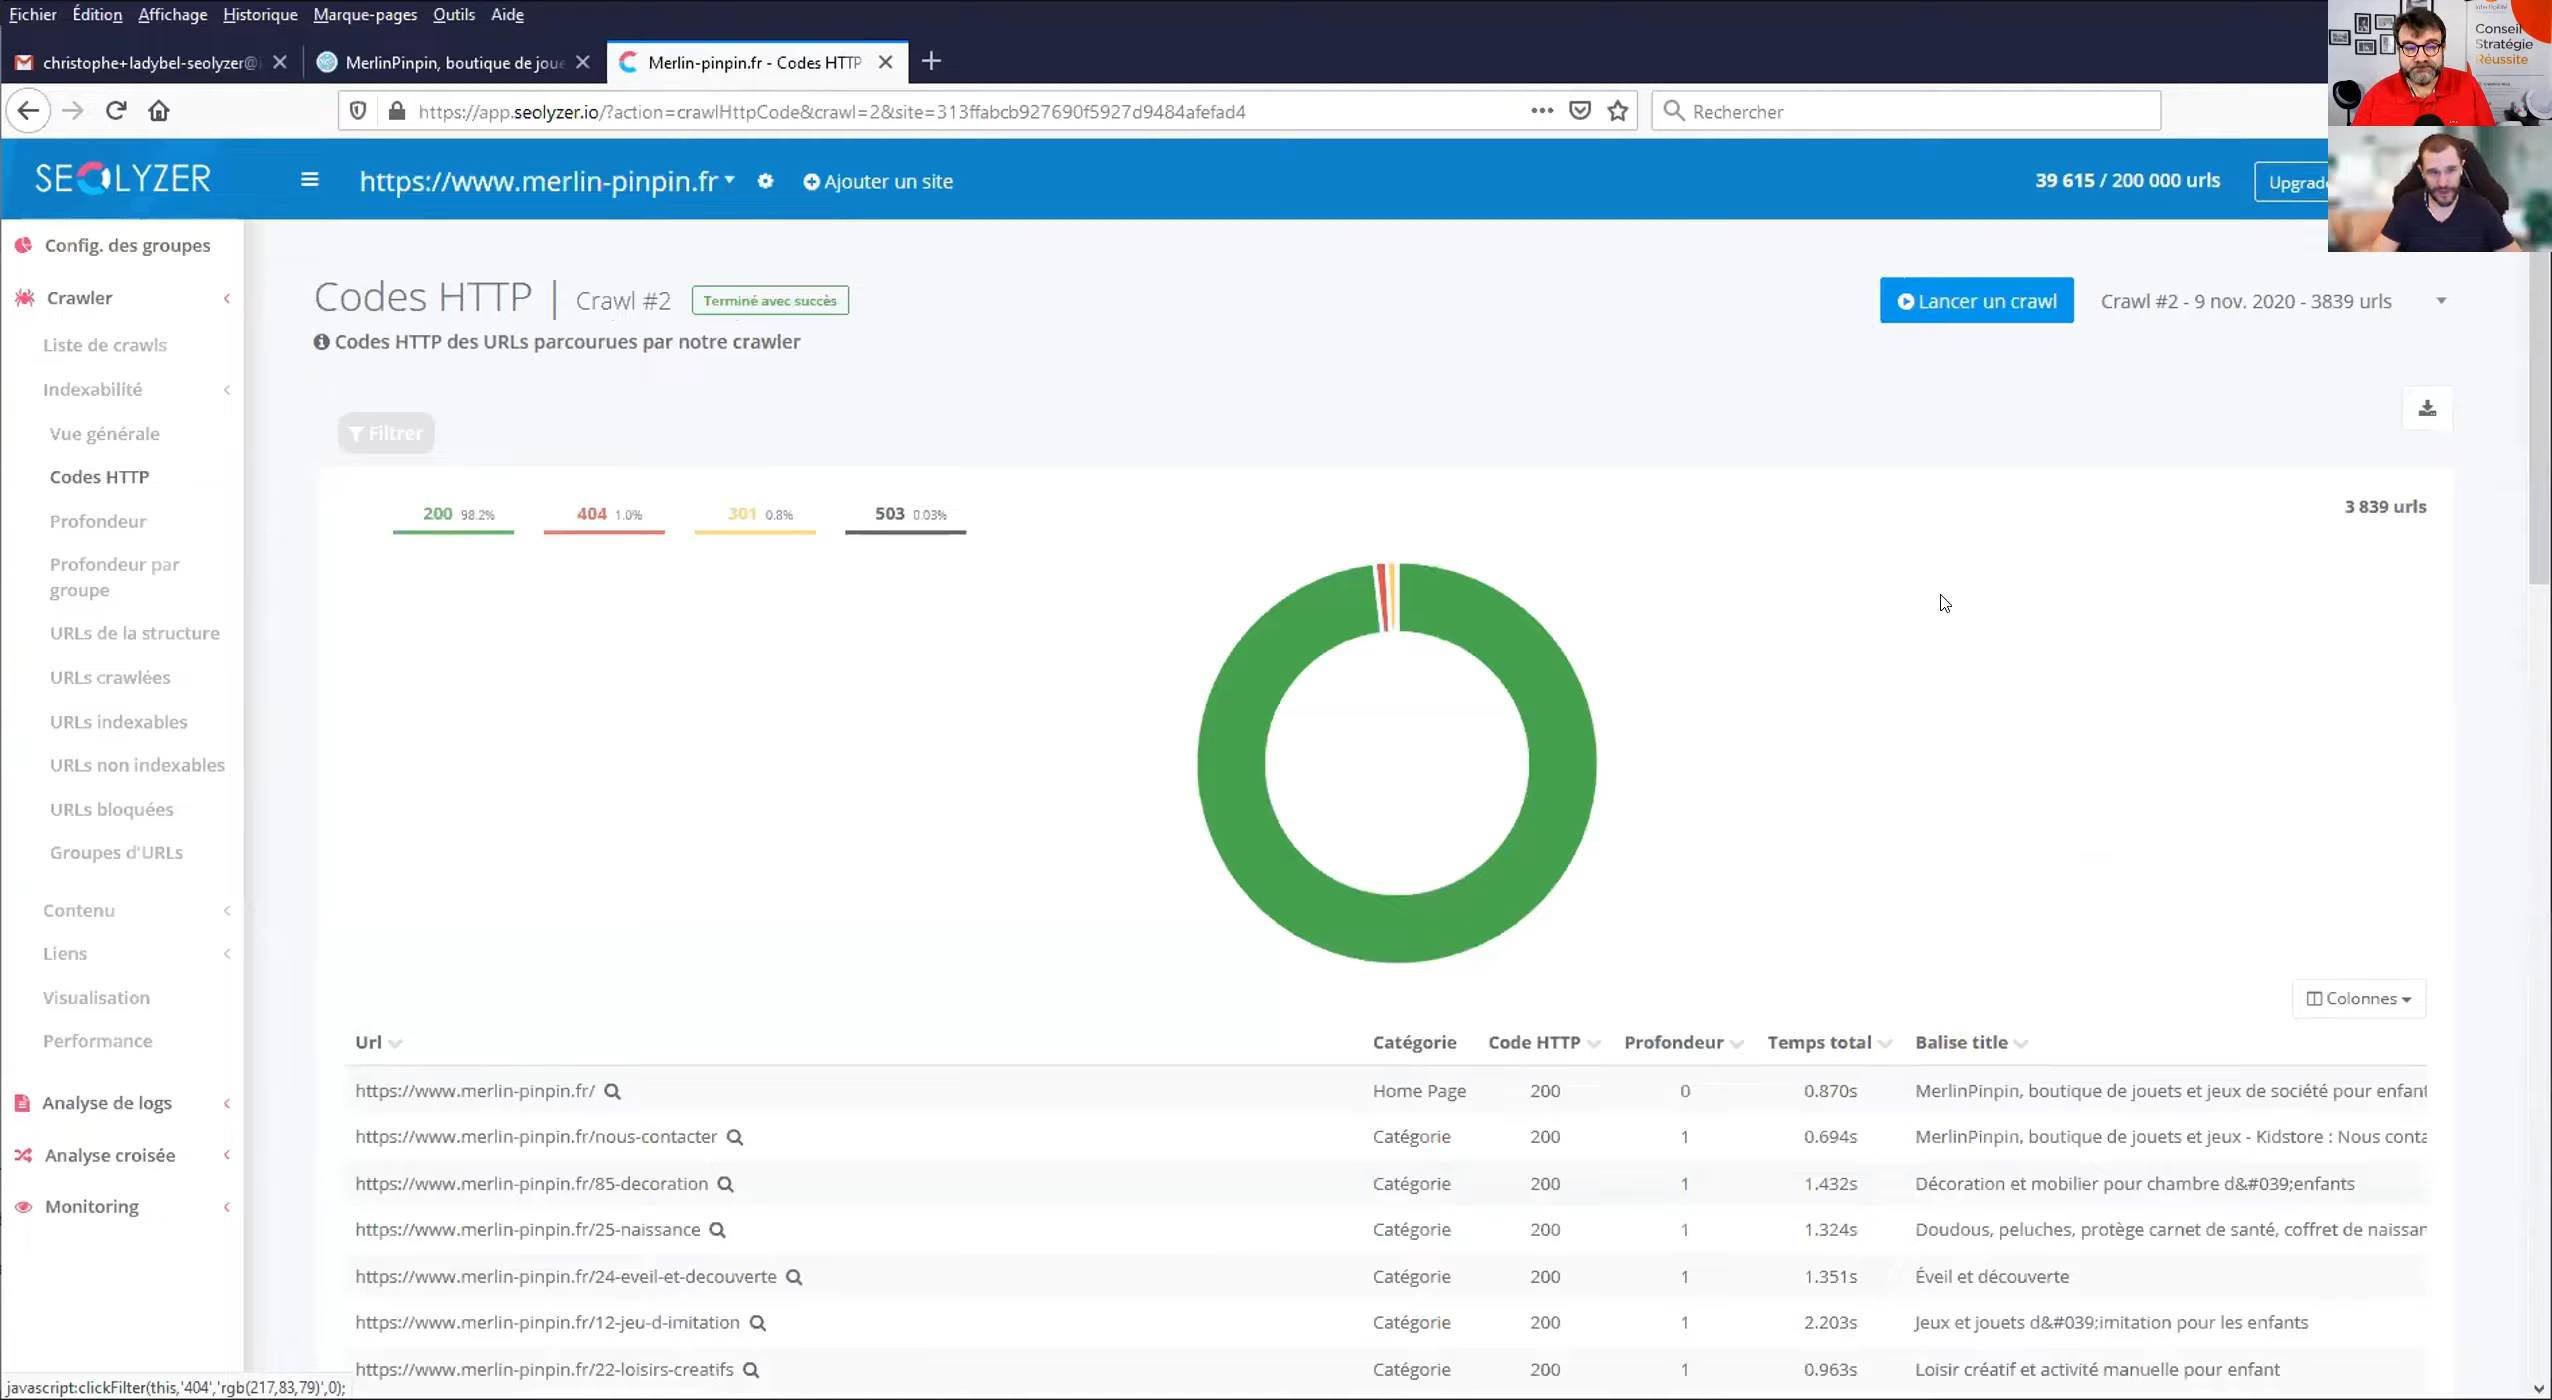 Fichier Édition Affichage Historique Marque-pages Outils Aide
christophe+ladybel-seolyzer@
MerlinPinpin, boutique de joue
Merlin-pinpin.fr - Codes HTTP
https://app.seolyzer.io/?action=crawlHttpCode&crawl=2&site=313ffabcb927690f5927d9484afefad4
Rechercher
Conseil
Stratégie
Réussite
SEOLYZER
https://www.merlin-pinpin.fr
Ajouter un site
39 615 / 200 000 urls
Upgrade
Config. des groupes
Crawler
Liste de crawls
Indexabilité
Vue générale
Codes HTTP
Profondeur
Profondeur par
groupe
URLs de la structure
URLs crawlées
URLs indexables
URLs non indexables
URLs bloquées
Groupes d'URLs
Contenu
Liens
Visualisation
Performance
Analyse de logs
Analyse croisée
Monitoring
Codes HTTP | Crawl #2 Terminé avec succès
Lancer un crawl
Crawl #2 - 9 nov. 2020 - 3839 urls
Codes HTTP des URLs parcourues par notre crawler
Filtrer
200 98.2% 404 1.0% 301 0.8% 503 0.03%
3 839 urls
Colonnes
Url Catégorie Code HTTP Profondeur Temps total Balise title
https://www.merlin-pinpin.fr/ Home Page 200 0 0.870s MerlinPinpin, boutique de jouets et jeux de société pour enfant
https://www.merlin-pinpin.fr/nous-contacter Catégorie 200 1 0.694s MerlinPinpin, boutique de jouets et jeux - Kidstore : Nous conta
https://www.merlin-pinpin.fr/85-decoration Catégorie 200 1 1.432s Décoration et mobilier pour chambre d&#039;enfants
https://www.merlin-pinpin.fr/25-naissance Catégorie 200 1 1.324s Doudous, peluches, protège carnet de santé, coffret de naissan
https://www.merlin-pinpin.fr/24-eveil-et-decouverte Catégorie 200 1 1.351s Éveil et découverte
https://www.merlin-pinpin.fr/12-jeu-d-imitation Catégorie 200 1 2.203s Jeux et jouets d&#039;imitation pour les enfants
https://www.merlin-pinpin.fr/22-loisirs-creatifs Catégorie 200 1 0.963s Loisir créatif et activité manuelle pour enfant
javascript:clickFilter(this,'404','rgb(217,83,79)',0);